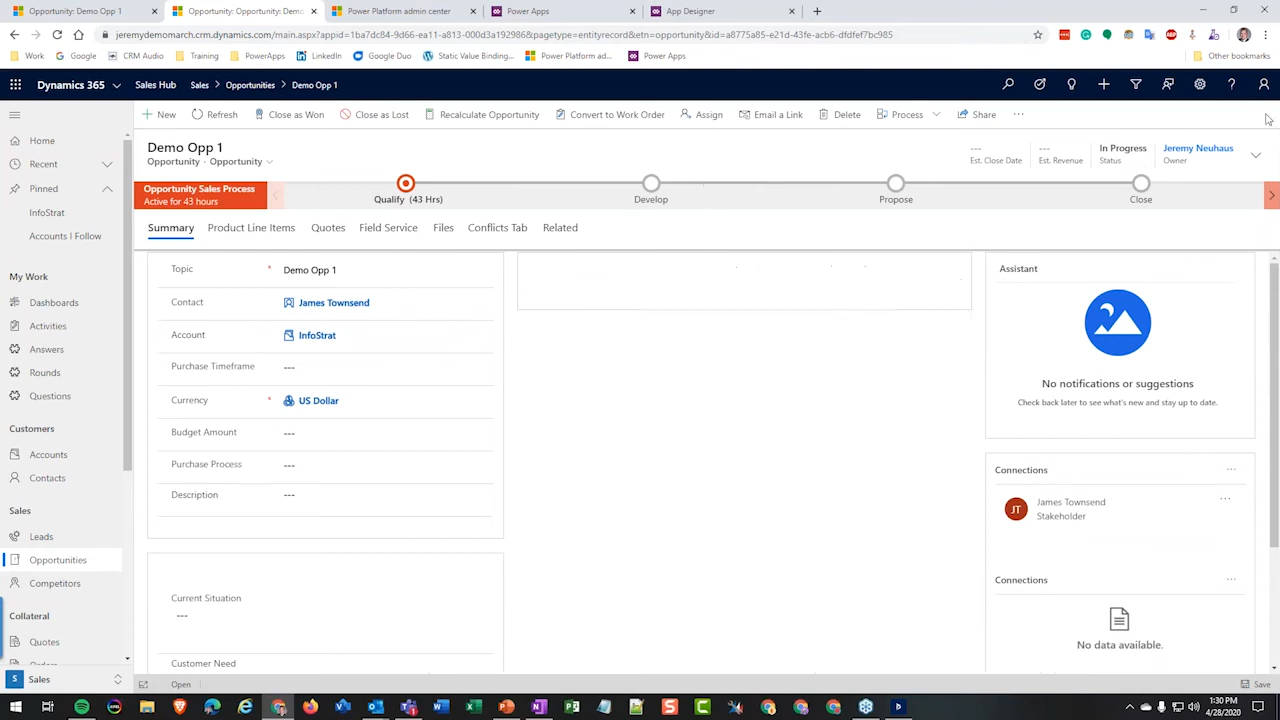 Opportunity: Demo Opp 1
Opportunity: Opportunity: Demo
Power Platform admin center
Power Apps
App Designer
jeremydemomarch.crm.dynamics.com/main.aspx?appid=1ba7dc84-9d66-ea11-a813-000d3a192986&pagetype=entityrecord&etn=opportunity&id=a8775a85-e21d-43fe-acb6-dfdfef7bc985
Work
Google
CRM Audio
Training
PowerApps
LinkedIn
Google Duo
Static Value Binding...
Power Platform ad...
Power Apps
Other bookmarks
Dynamics 365
Sales Hub
Sales
Opportunities
Demo Opp 1
New
Refresh
Close as Won
Close as Lost
Recalculate Opportunity
Convert to Work Order
Assign
Email a Link
Delete
Process
Share
Demo Opp 1
Opportunity · Opportunity
---
Est. Close Date
---
Est. Revenue
In Progress
Status
Jeremy Neuhaus
Owner
Opportunity Sales Process
Active for 43 hours
Qualify (43 Hrs)
Develop
Propose
Close
Summary
Product Line Items
Quotes
Field Service
Files
Conflicts Tab
Related
Home
Recent
Pinned
InfoStrat
Accounts I Follow
My Work
Dashboards
Activities
Answers
Rounds
Questions
Customers
Accounts
Contacts
Sales
Leads
Opportunities
Competitors
Collateral
Quotes
S Sales
Topic * Demo Opp 1
Contact James Townsend
Account InfoStrat
Purchase Timeframe ---
Currency * US Dollar
Budget Amount ---
Purchase Process ---
Description ---
Current Situation
---
Customer Need
Assistant
No notifications or suggestions
Check back later to see what's new and stay up to date.
Connections
JT
James Townsend
Stakeholder
Connections
No data available.
Open
Save
1:30 PM
4/28/2020